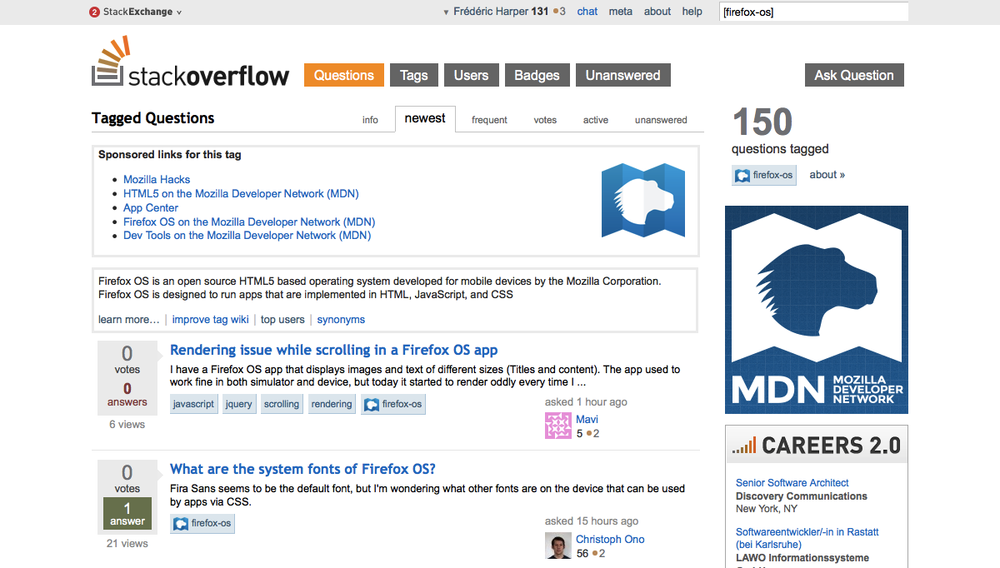 2 StackExchange
Frédéric Harper 131 3 chat meta about help [firefox-os]
stackoverflow Questions Tags Users Badges Unanswered Ask Question
Tagged Questions info newest frequent votes active unanswered
Sponsored links for this tag
Mozilla Hacks
HTML5 on the Mozilla Developer Network (MDN)
App Center
Firefox OS on the Mozilla Developer Network (MDN)
Dev Tools on the Mozilla Developer Network (MDN)
Firefox OS is an open source HTML5 based operating system developed for mobile devices by the Mozilla Corporation.
Firefox OS is designed to run apps that are implemented in HTML, JavaScript, and CSS
learn more… | improve tag wiki | top users | synonyms
0
votes
0
answers
6 views
Rendering issue while scrolling in a Firefox OS app
I have a Firefox OS app that displays images and text of different sizes (Titles and content). The app used to
work fine in both simulator and device, but today it started to render oddly every time I ...
javascript jquery scrolling rendering firefox-os
asked 1 hour ago
Mavi
5 2
0
votes
1
answer
21 views
What are the system fonts of Firefox OS?
Fira Sans seems to be the default font, but I'm wondering what other fonts are on the device that can be used
by apps via CSS.
firefox-os
asked 15 hours ago
Christoph Ono
56 2
150
questions tagged
firefox-os about »
MDN MOZILLA
DEVELOPER
NETWORK
CAREERS 2.0
Senior Software Architect
Discovery Communications
New York, NY
Softwareentwickler/-in in Rastatt
(bei Karlsruhe)
LAWO Informationssysteme